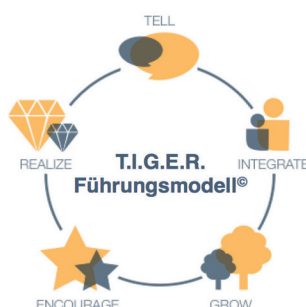 TELL
REALIZE
INTEGRATE
T.I.G.E.R.
Führungsmodell©
ENCOURAGE
GROW